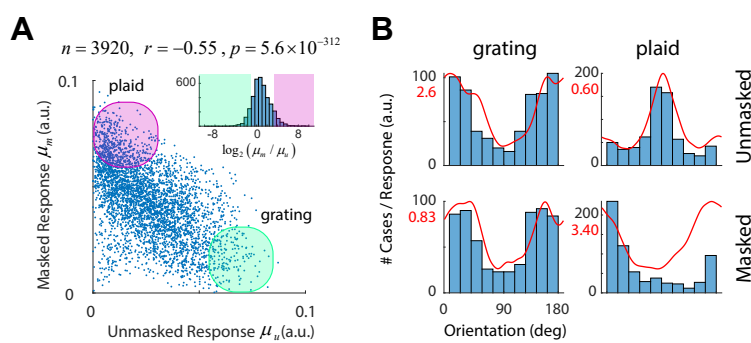 A
n = 3920, r = −0.55, p = 5.6×10⁻³¹²
0.1
plaid
600
-8 0 8
log₂(μₘ / μᵤ)
grating
Masked Response μₘ (a.u.)
0
0 0.1
Unmasked Response μᵤ(a.u.)
B
grating plaid
100 200
2.6 0.60
0 0
Unmasked
100 200
0.83 3.40
0 0
Masked
# Cases / Resposne (a.u.)
0 90 180
Orientation (deg)